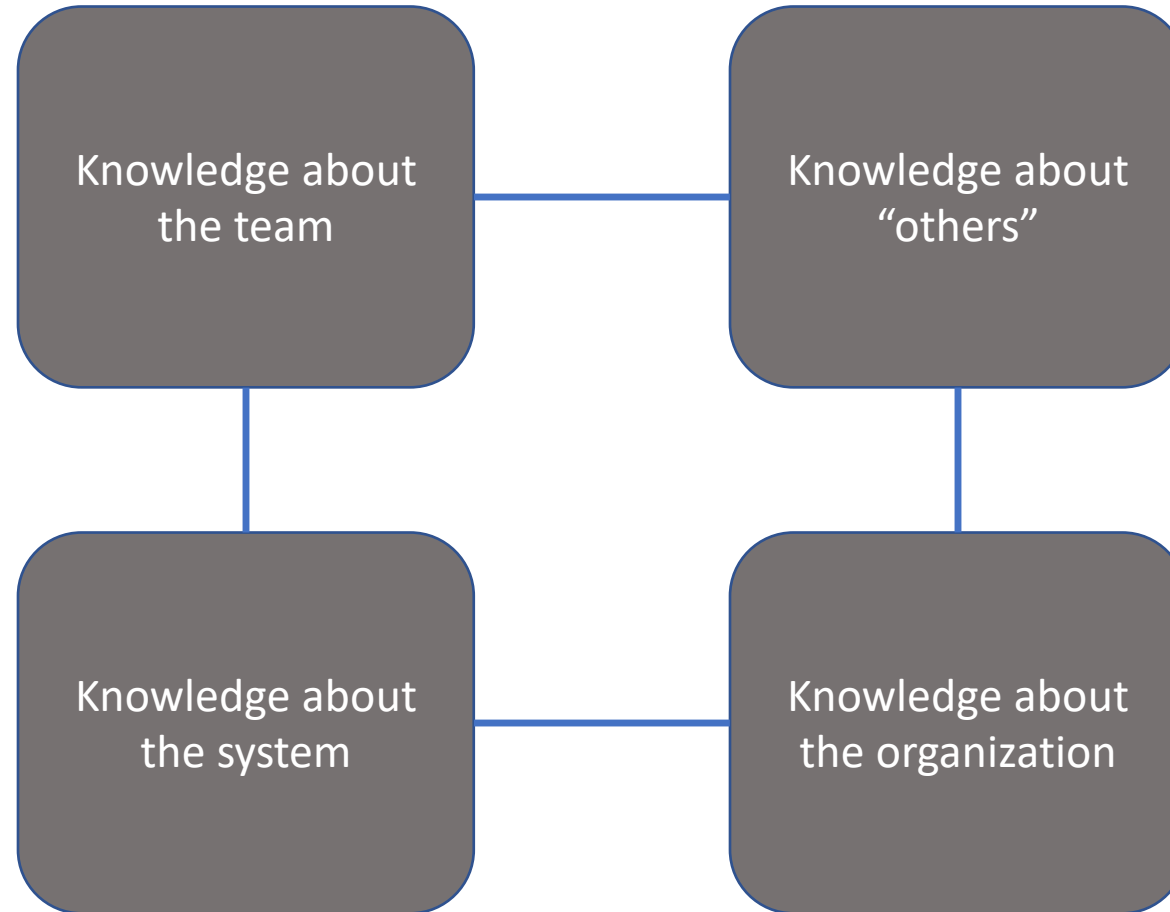 Knowledge about
the team
Knowledge about
“others”
Knowledge about
the system
Knowledge about
the organization